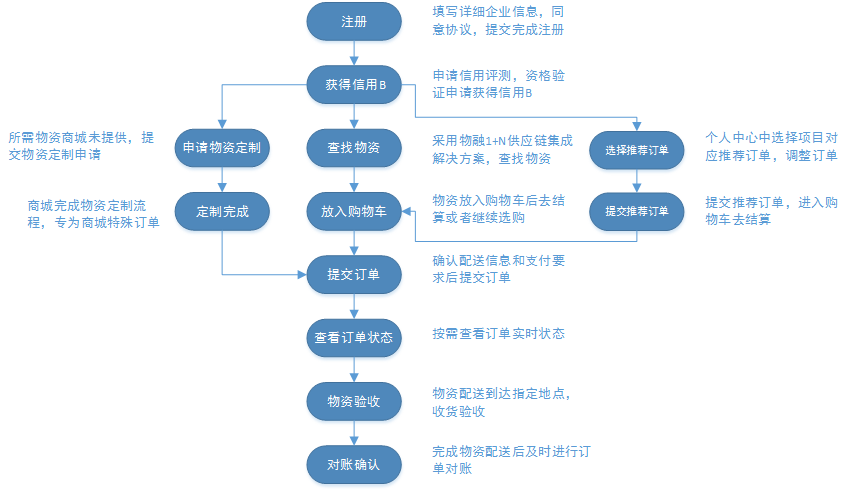 注册
填写详细企业信息，同
意协议，提交完成注册
获得信用B
申请信用评测，资格验
证申请获得信用B
所需物资商城未提供，提
交物资定制申请
申请物资定制
查找物资
采用物融1+N供应链集成
解决方案，查找物资
选择推荐订单
个人中心中选择项目对
应推荐订单，调整订单
商城完成物资定制流
程，专为商城特殊订单
定制完成
放入购物车
物资放入购物车后去结
算或者继续选购
提交推荐订单
提交推荐订单，进入购
物车去结算
提交订单
确认配送信息和支付要
求后提交订单
查看订单状态
按需查看订单实时状态
物资验收
物资配送到达指定地点，
收货验收
对账确认
完成物资配送后及时进行订
单对账